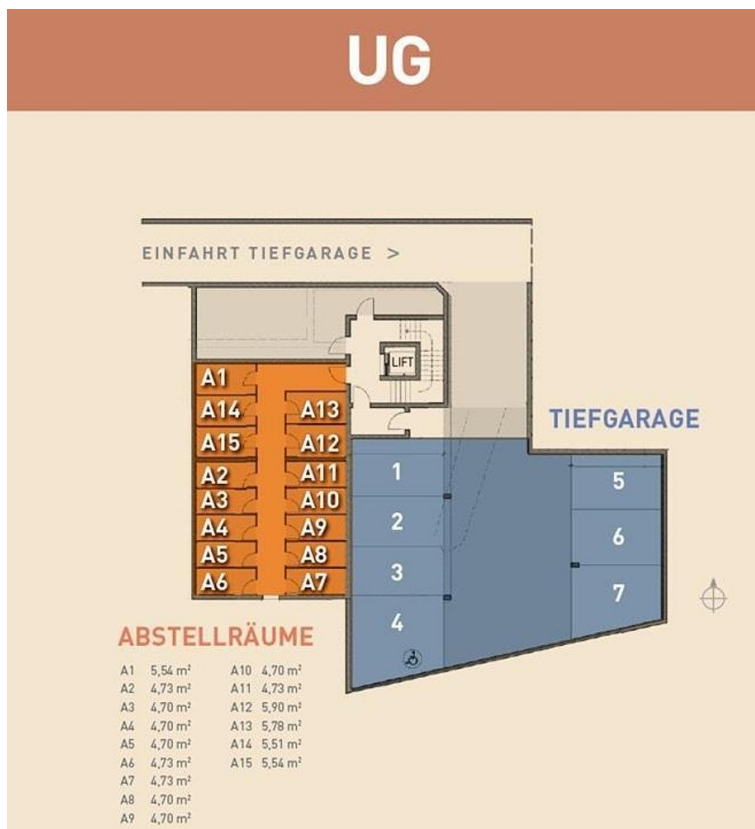 UG
EINFAHRT TIEFGARAGE >
LIFT
A1
A14 A13
A15 A12
A2 A11
A3 A10
A4 A9
A5 A8
A6 A7
TIEFGARAGE
1
2
3
4
5
6
7
ABSTELLRÄUME
A1 5,54 m² A10 4,70 m²
A2 4,73 m² A11 4,73 m²
A3 4,70 m² A12 5,90 m²
A4 4,70 m² A13 5,78 m²
A5 4,70 m² A14 5,51 m²
A6 4,73 m² A15 5,54 m²
A7 4,73 m²
A8 4,70 m²
A9 4,70 m²